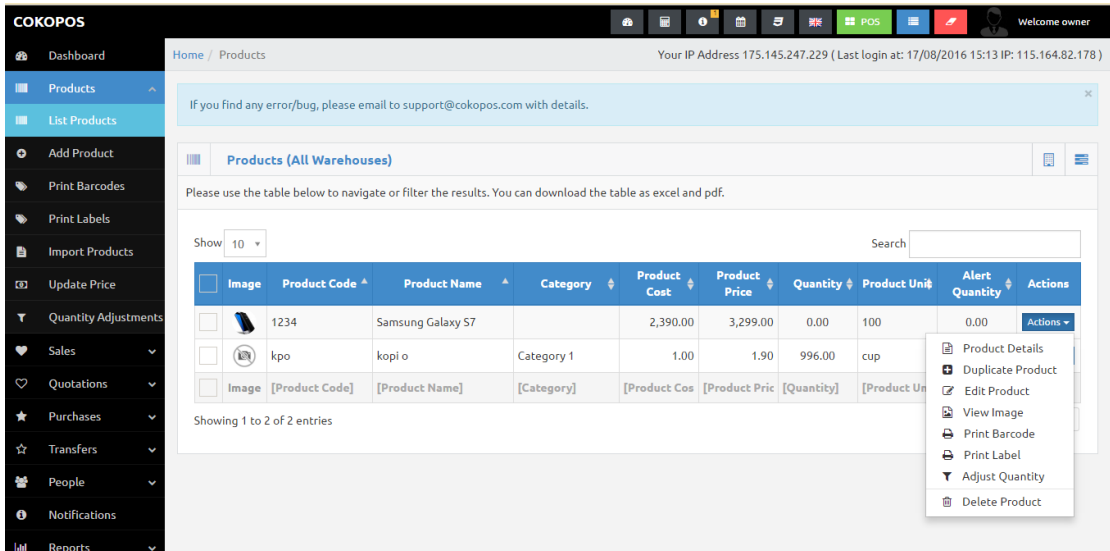 COKOPOS
POS
Welcome owner
Dashboard
Home / Products
Your IP Address 175.145.247.229 ( Last login at: 17/08/2016 15:13 IP: 115.164.82.178 )
Products
If you find any error/bug, please email to support@cokopos.com with details.
×
List Products
Add Product
Products (All Warehouses)
Print Barcodes
Please use the table below to navigate or filter the results. You can download the table as excel and pdf.
Print Labels
Show 10
Search
Import Products
Image Product Code Product Name Category Product Cost Product Price Quantity Product Unit Alert Quantity Actions
Update Price
Quantity Adjustments
1234 Samsung Galaxy S7 2,390.00 3,299.00 0.00 100 0.00 Actions
Sales
kpo kopi o Category 1 1.00 1.90 996.00 cup
Quotations
Image [Product Code] [Product Name] [Category] [Product Cos [Product Pric [Quantity] [Product Un
Purchases
Showing 1 to 2 of 2 entries
Transfers
People
Notifications
Reports
Product Details
Duplicate Product
Edit Product
View Image
Print Barcode
Print Label
Adjust Quantity
Delete Product